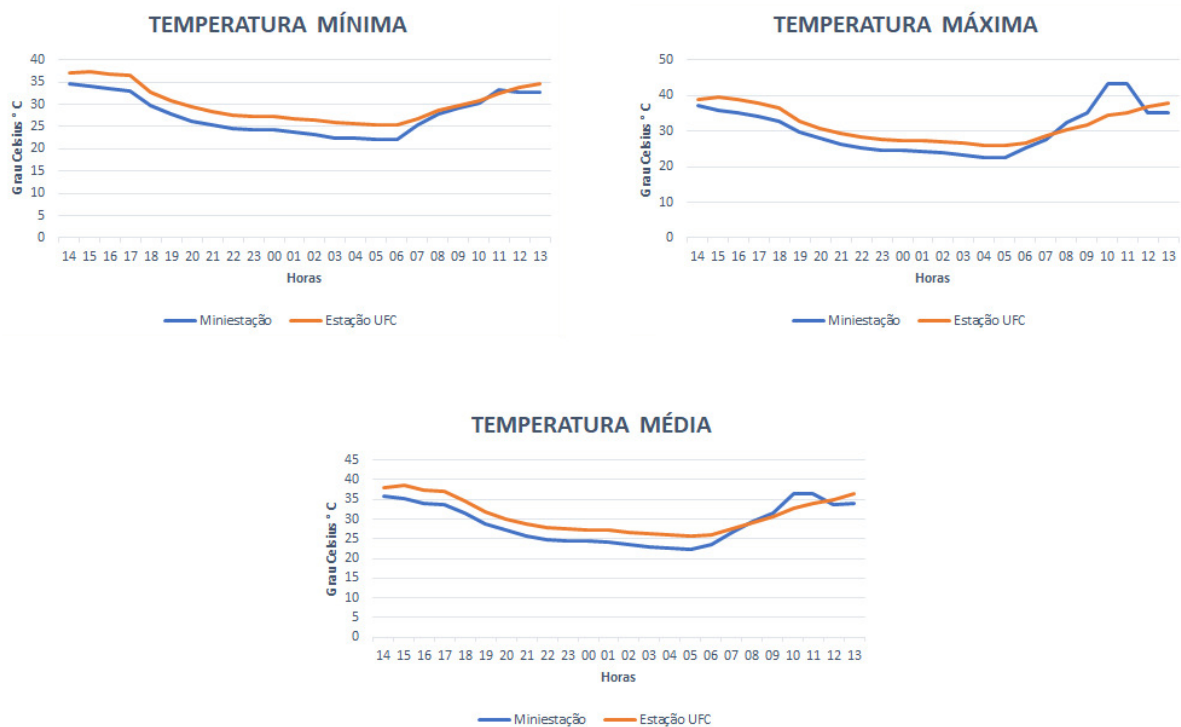 TEMPERATURA MÍNIMA
40
35
30
25
20
15
10
5
0
Grau Celsius ° C
14 15 16 17 18 19 20 21 22 23 00 01 02 03 04 05 06 07 08 09 10 11 12 13
Horas
Miniestação Estação UFC
TEMPERATURA MÁXIMA
50
40
30
20
10
0
Grau Celsius ° C
14 15 16 17 18 19 20 21 22 23 00 01 02 03 04 05 06 07 08 09 10 11 12 13
Horas
Miniestação Estação UFC
TEMPERATURA MÉDIA
45
40
35
30
25
20
15
10
5
0
Grau Celsius ° C
14 15 16 17 18 19 20 21 22 23 00 01 02 03 04 05 06 07 08 09 10 11 12 13
Horas
Miniestação Estação UFC